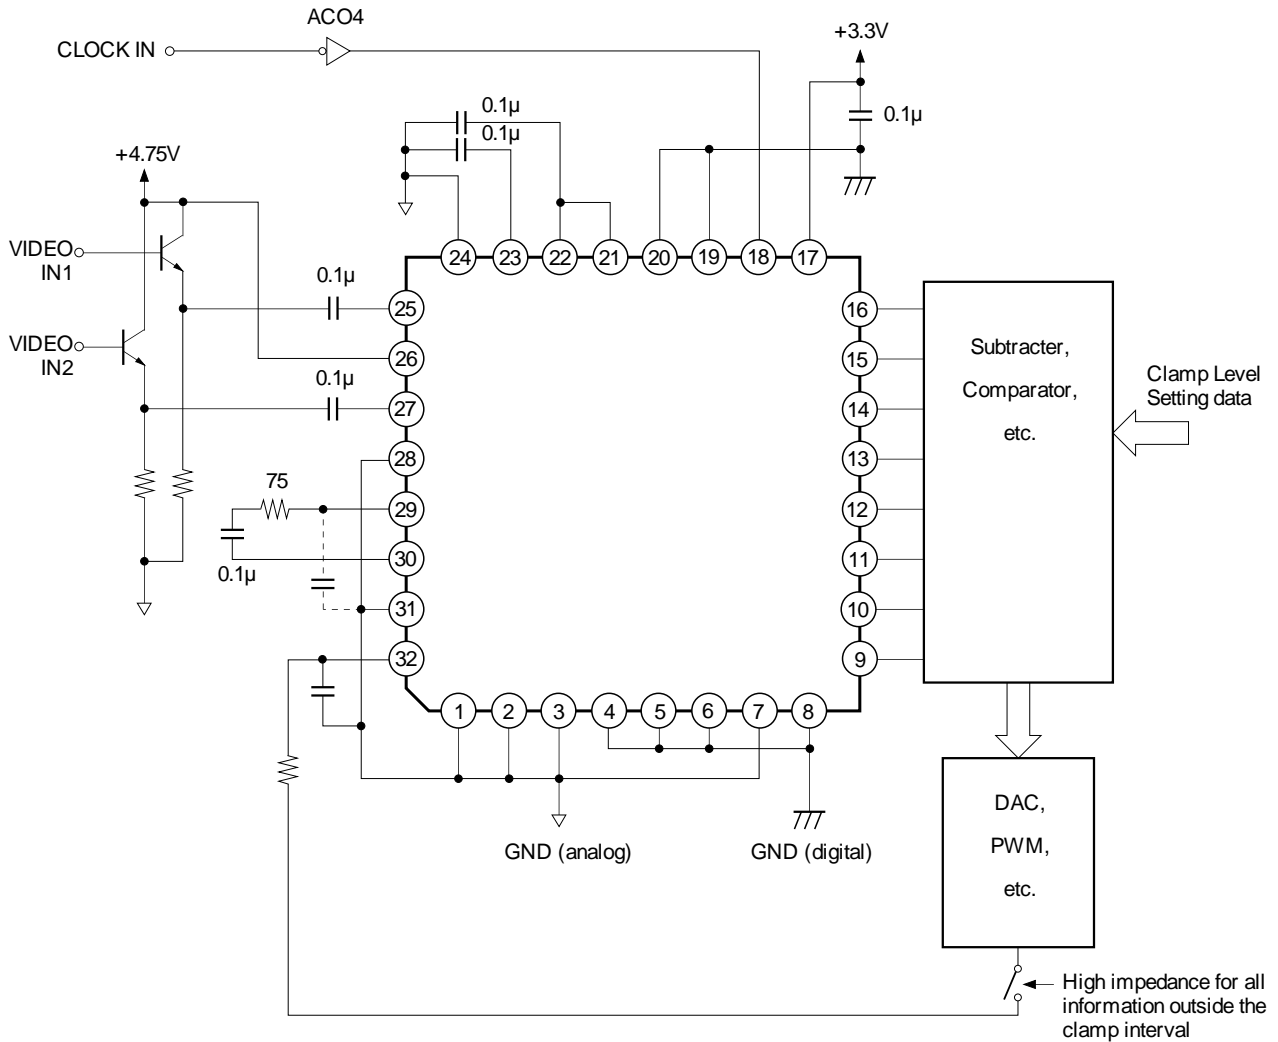 ACO4
CLOCK IN
+3.3V
0.1µ
0.1µ
0.1µ
+4.75V
VIDEO
IN1
24
23
22
21
20
19
18
17
0.1µ
25
16
VIDEO
IN2
26
15
Subtracter,
Comparator,
etc.
0.1µ
27
14
Clamp Level
Setting data
28
13
75
29
12
30
11
0.1µ
31
10
32
9
1
2
3
4
5
6
7
8
GND (analog)
GND (digital)
DAC,
PWM,
etc.
High impedance for all
information outside the
clamp interval